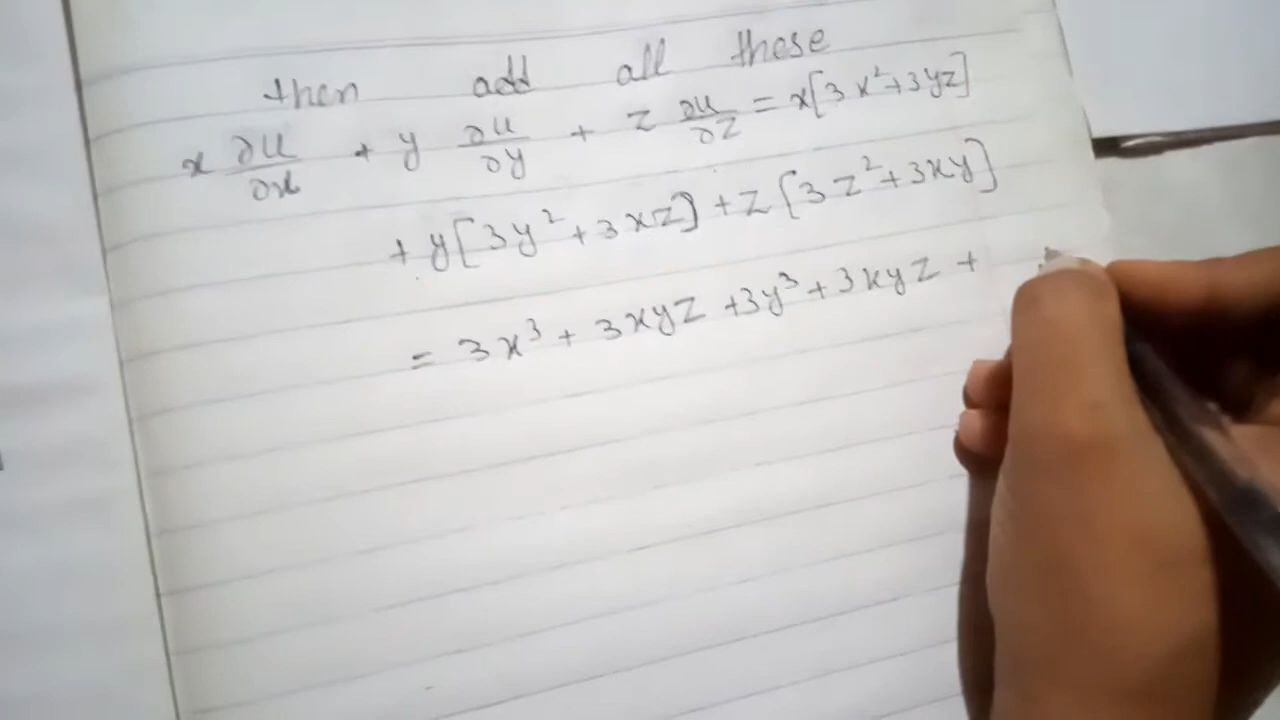 then add all these
x ∂u/∂x + y ∂u/∂y + z ∂u/∂z = x[3x²+3yz]
+ y[3y²+3xz] + z[3z²+3xy]
= 3x³ + 3xyz + 3y³ + 3xyz +